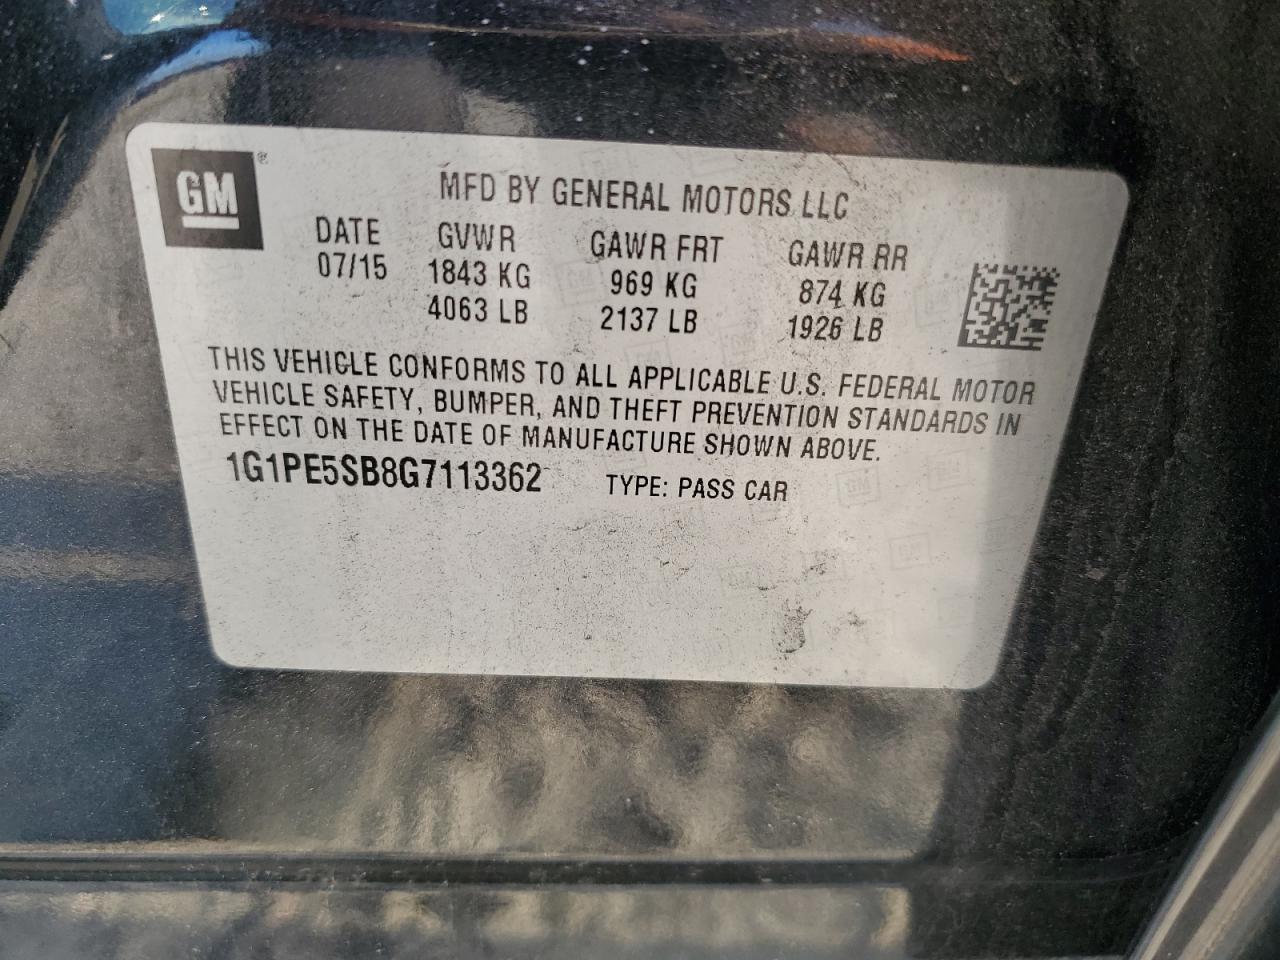 GM®
MFD BY GENERAL MOTORS LLC
DATE GVWR GAWR FRT GAWR RR
07/15 1843 KG 969 KG 874 KG
4063 LB 2137 LB 1926 LB
THIS VEHICLE CONFORMS TO ALL APPLICABLE U.S. FEDERAL MOTOR
VEHICLE SAFETY, BUMPER, AND THEFT PREVENTION STANDARDS IN
EFFECT ON THE DATE OF MANUFACTURE SHOWN ABOVE.
1G1PE5SB8G7113362 TYPE: PASS CAR